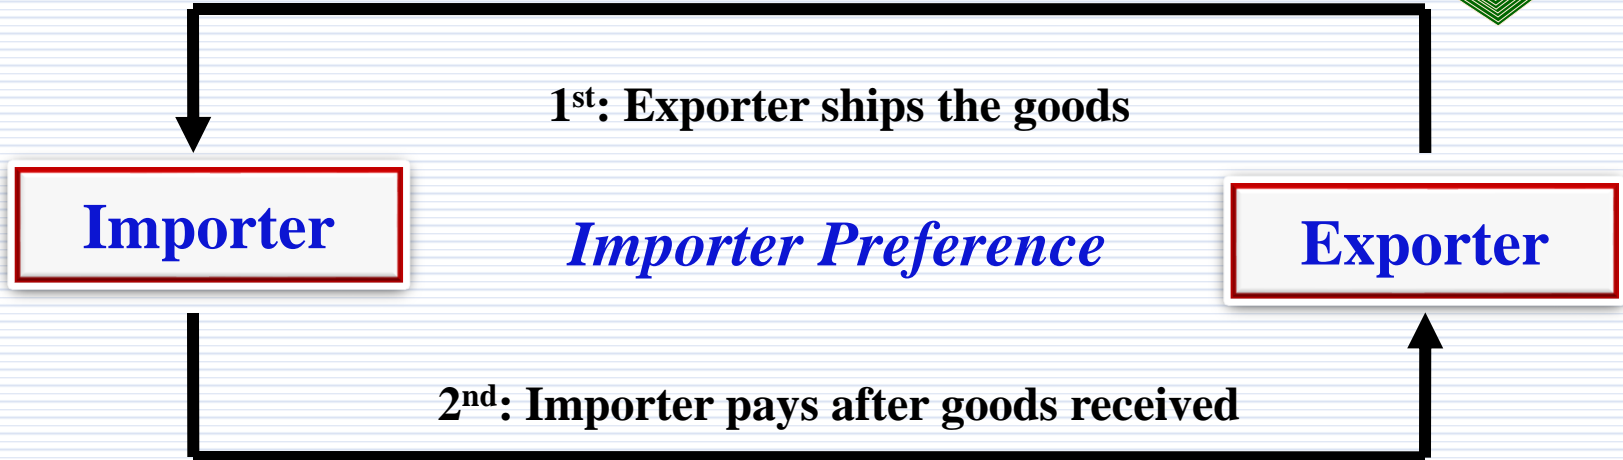 1st: Exporter ships the goods
Importer
Importer Preference
Exporter
2nd: Importer pays after goods received